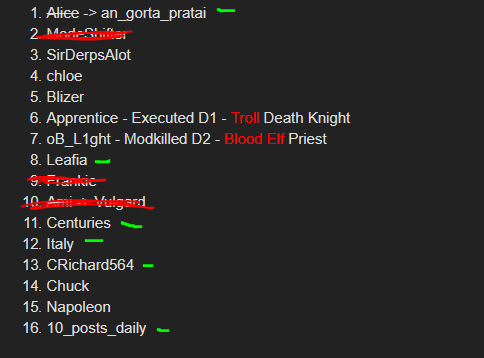 1. Alice -> an_gorta_pratai
2. ModeShifter
3. SirDerpsAlot
4. chloe
5. Blizer
6. Apprentice - Executed D1 - Troll Death Knight
7. oB_L1ght - Modkilled D2 - Blood Elf Priest
8. Leafia
9. Frankie
10. Ami -> Vulgard
11. Centuries
12. Italy
13. CRichard564
14. Chuck
15. Napoleon
16. 10_posts_daily